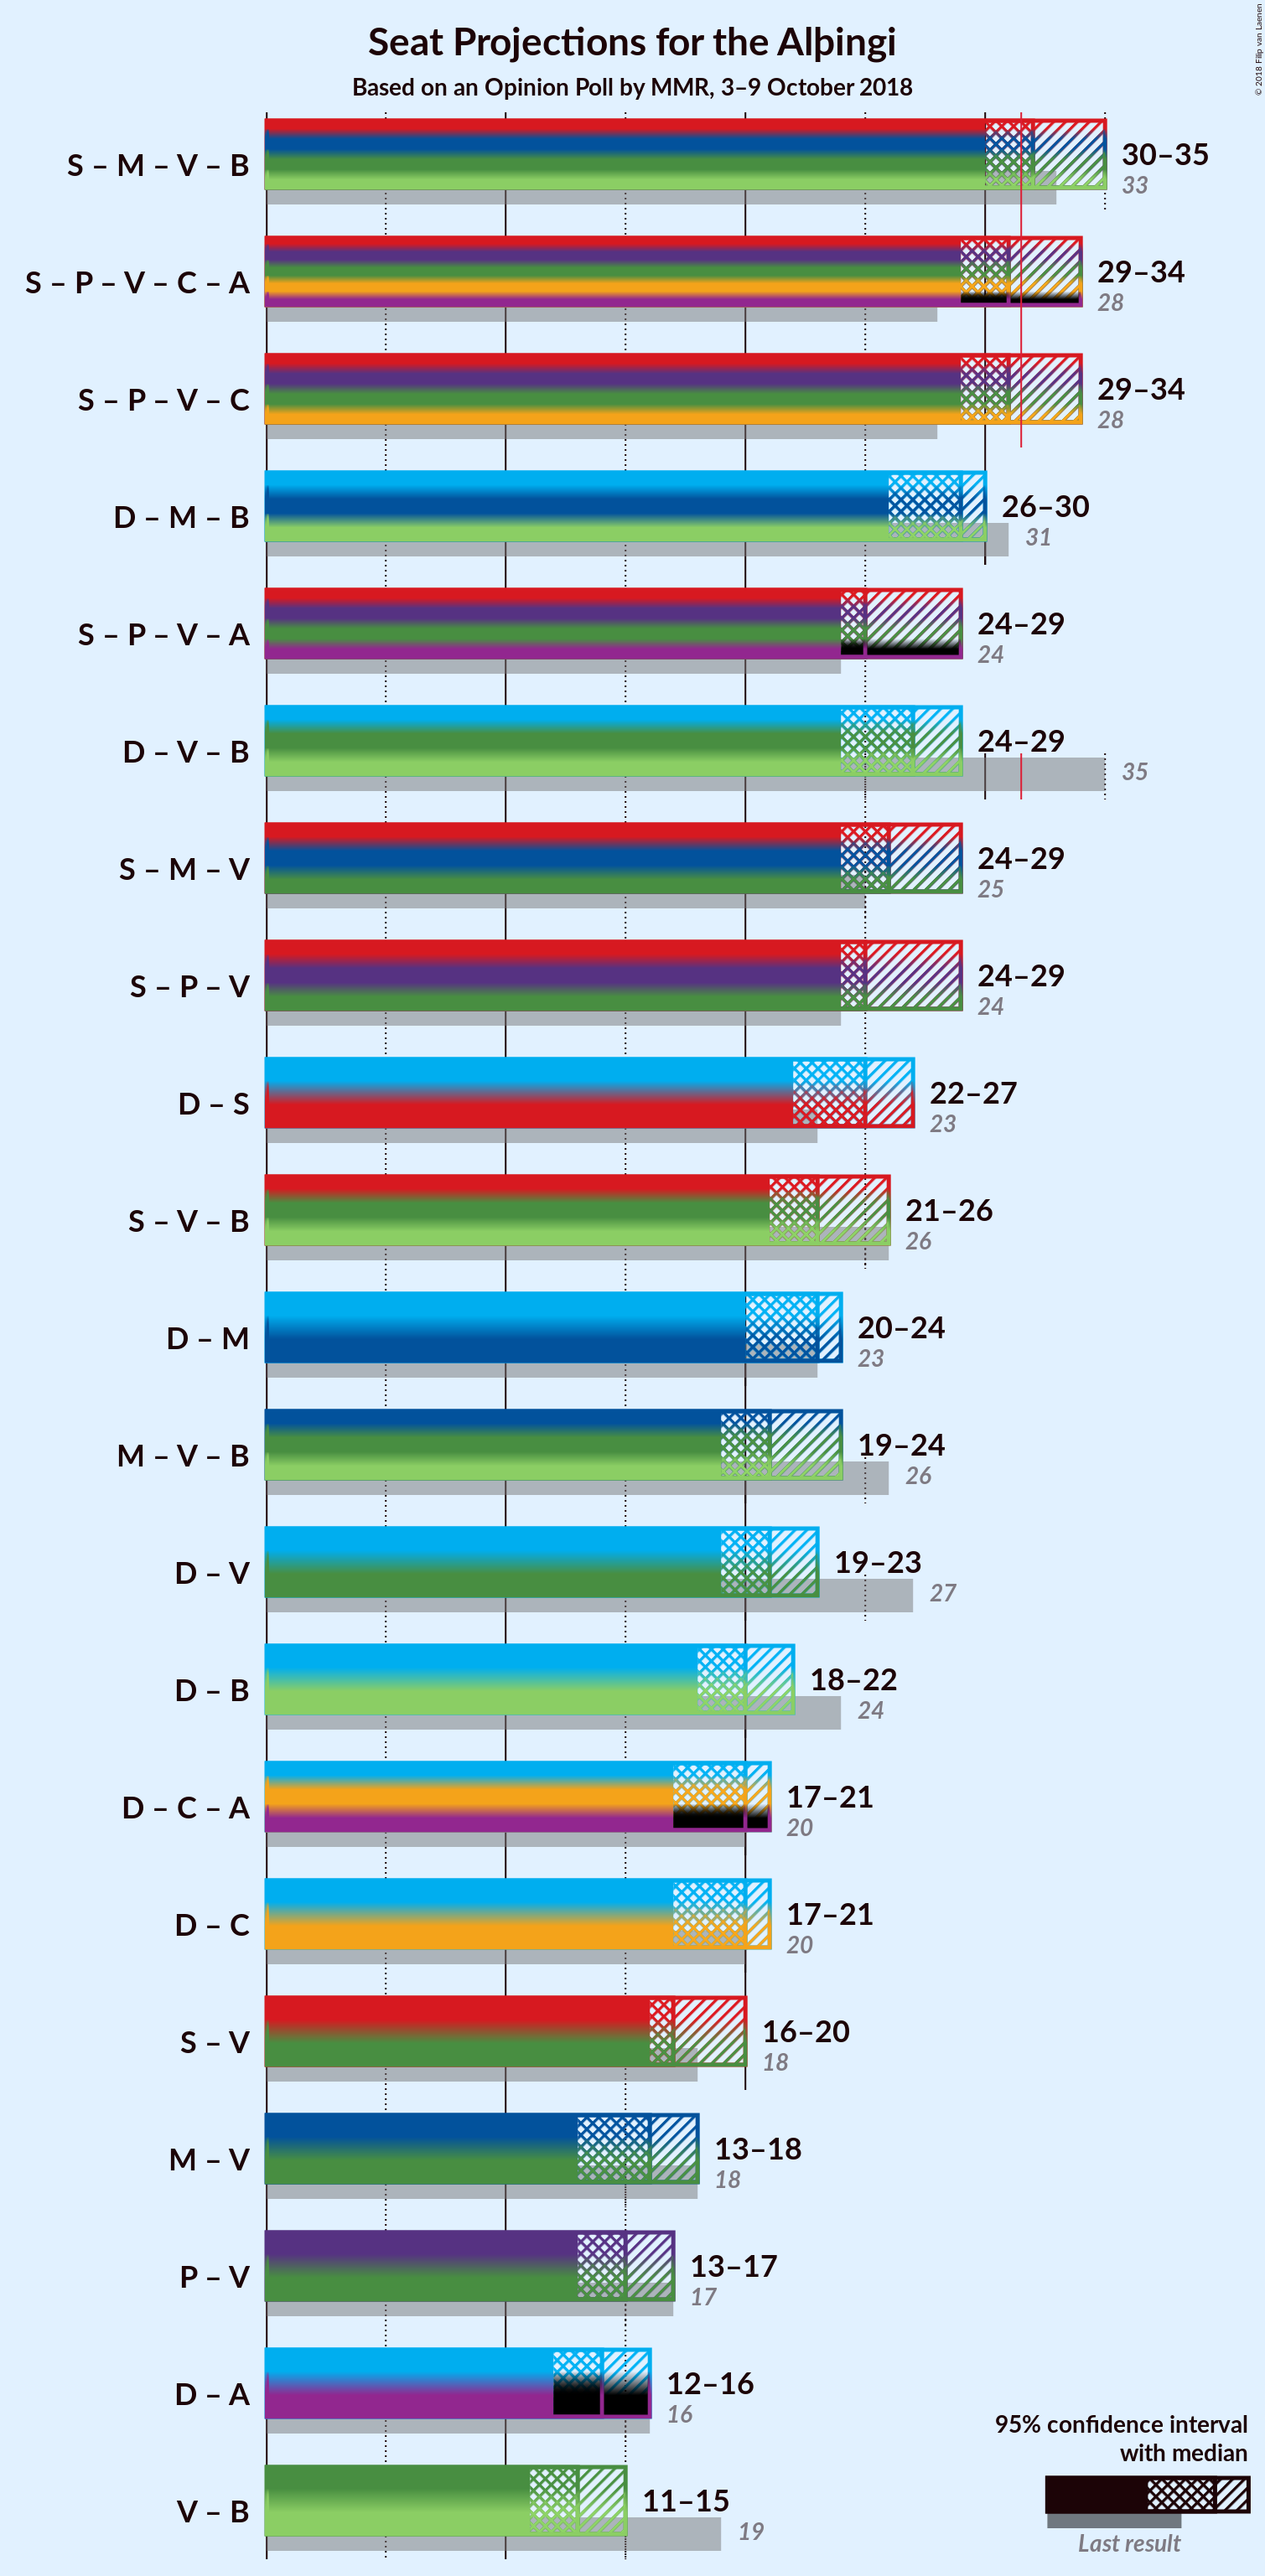 Seat Projections for the Alþingi
Based on an Opinion Poll by MMR, 3–9 October 2018
© 2018 Filip van Laenen
S – M – V – B
30–35
33
S – P – V – C – A
29–34
28
S – P – V – C
29–34
28
D – M – B
26–30
31
S – P – V – A
24–29
24
D – V – B
24–29
35
S – M – V
24–29
25
S – P – V
24–29
24
D – S
22–27
23
S – V – B
21–26
26
D – M
20–24
23
M – V – B
19–24
26
D – V
19–23
27
D – B
18–22
24
D – C – A
17–21
20
D – C
17–21
20
S – V
16–20
18
M – V
13–18
18
P – V
13–17
17
D – A
12–16
16
V – B
11–15
19
95% confidence interval
with median
Last result